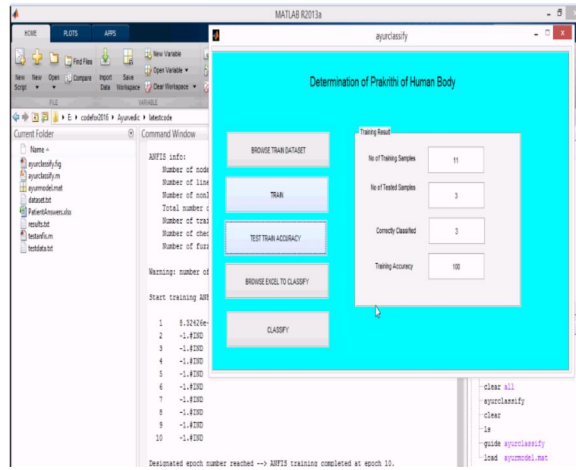 MATLAB R2013a
HOME PLOTS APPS
New Script
New
Open
Find Files
Compare
Import Data
Save Workspace
New Variable
Open Variable
Clear Workspace
FILE
VARIABLE
E: codefor2016 Ayurvedic latestcode
Current Folder
Name
ayurclassify.fig
ayurclassify.m
ayurmodel.mat
dataset.txt
PatientAnswers.xlsx
results.txt
testanfis.m
testdata.txt
Command Window
ANFIS info:
Number of node
Number of line
Number of nonl
Total number o
Number of trai
Number of chec
Number of fuzz
Warning: number of
Start training ANF
1 8.32426e-
2 -1.#IND
3 -1.#IND
4 -1.#IND
5 -1.#IND
6 -1.#IND
7 -1.#IND
8 -1.#IND
9 -1.#IND
10 -1.#IND
Designated epoch number reached --> ANFIS training completed at epoch 10.
ayurclassify
Determination of Prakrithi of Human Body
BROWSE TRAIN DATASET
TRAIN
TEST TRAIN ACCURACY
BROWSE EXCEL TO CLASSIFY
CLASSIFY
Training Result
No of Training Samples 11
No of Tested Samples 3
Correctly Classified 3
Training Accuracy 100
clear all
ayurclassify
clear
ls
guide ayurclassify
load ayurmodel.mat